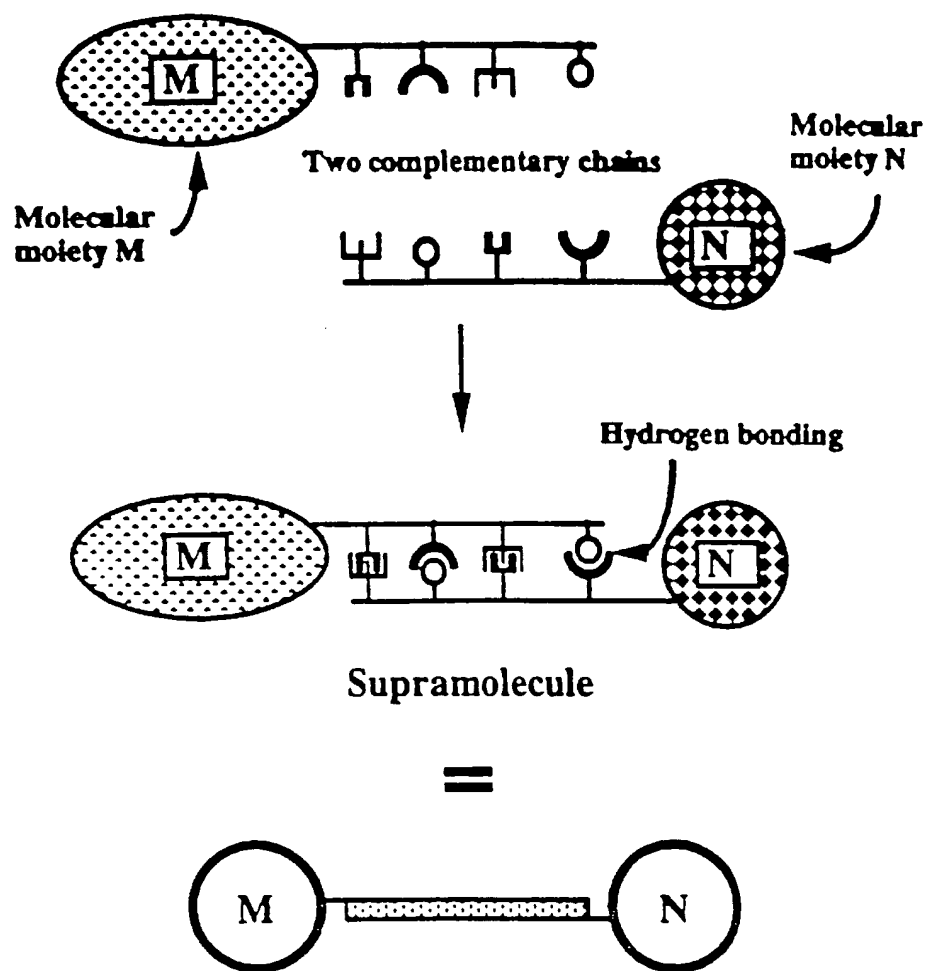 M
Two complementary chains
Molecular
moiety N
Molecular
moiety M
N
Hydrogen bonding
M
N
Supramolecule
=
M
N